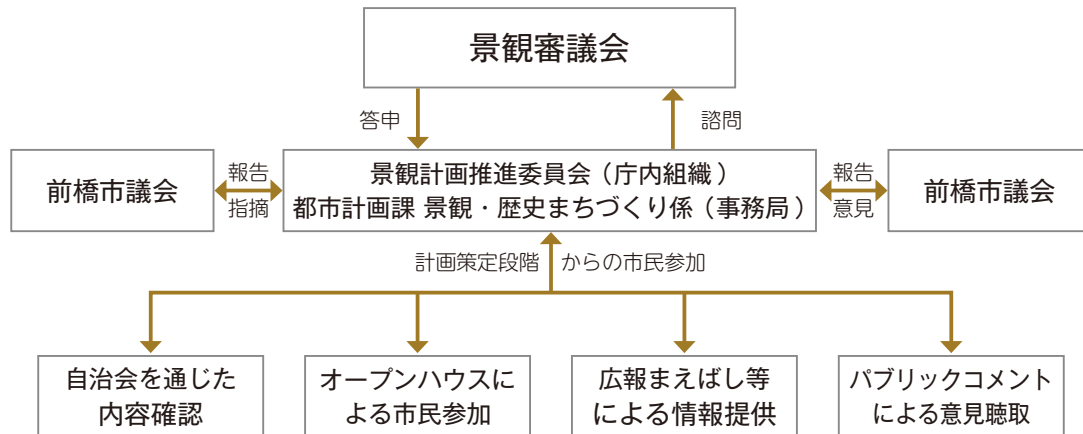 景観審議会
答申
諮問
前橋市議会
報告
指摘
景観計画推進委員会（庁内組織）
都市計画課 景観・歴史まちづくり係（事務局）
報告
意見
前橋市議会
計画策定段階 からの市民参加
自治会を通じた
内容確認
オープンハウスに
よる市民参加
広報まえばし等
による情報提供
パブリックコメント
による意見聴取